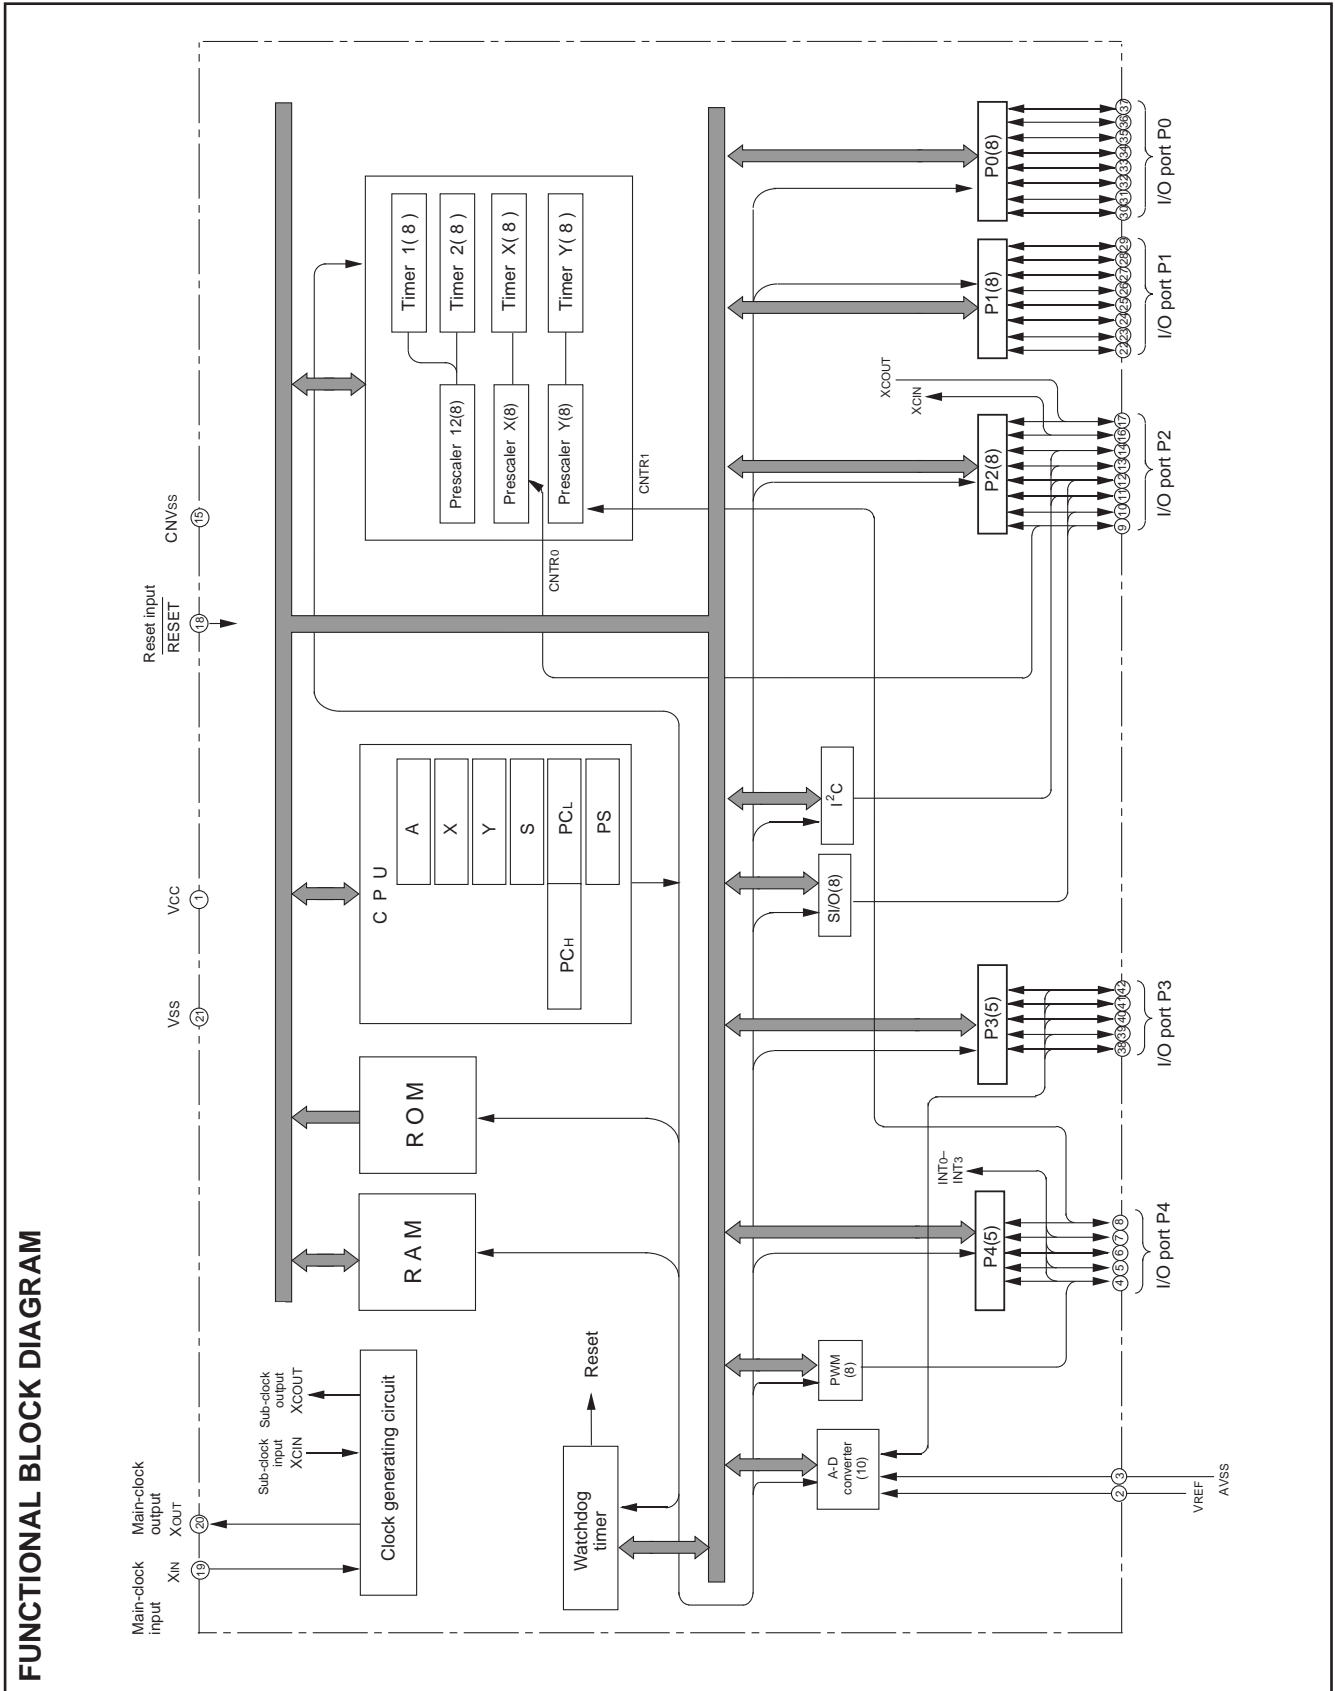 FUNCTIONAL BLOCK DIAGRAM
Main-clock
input
XIN
19
Main-clock
output
XOUT
20
VSS
21
VCC
1
Reset input
RESET
18
CNVSS
15
Sub-clock
input
XCIN
Sub-clock
output
XCOUT
Clock generating circuit
RAM
ROM
CPU
A
X
Y
S
PCH
PCL
PS
Timer 1( 8 )
Timer 2( 8 )
Timer X( 8 )
Timer Y( 8 )
Prescaler 12(8)
Prescaler X(8)
Prescaler Y(8)
CNTR0
CNTR1
Watchdog
timer
Reset
A-D
converter
(10)
PWM
(8)
SI/O(8)
I2C
INT0–
INT3
XCIN
XCOUT
P4(5)
P3(5)
P2(8)
P1(8)
P0(8)
2
3
VREF
AVSS
4
5
6
7
8
I/O port P4
38
39
40
41
42
I/O port P3
9
10
11
12
13
14
16
17
I/O port P2
22
23
24
25
26
27
28
29
I/O port P1
30
31
32
33
34
35
36
37
I/O port P0